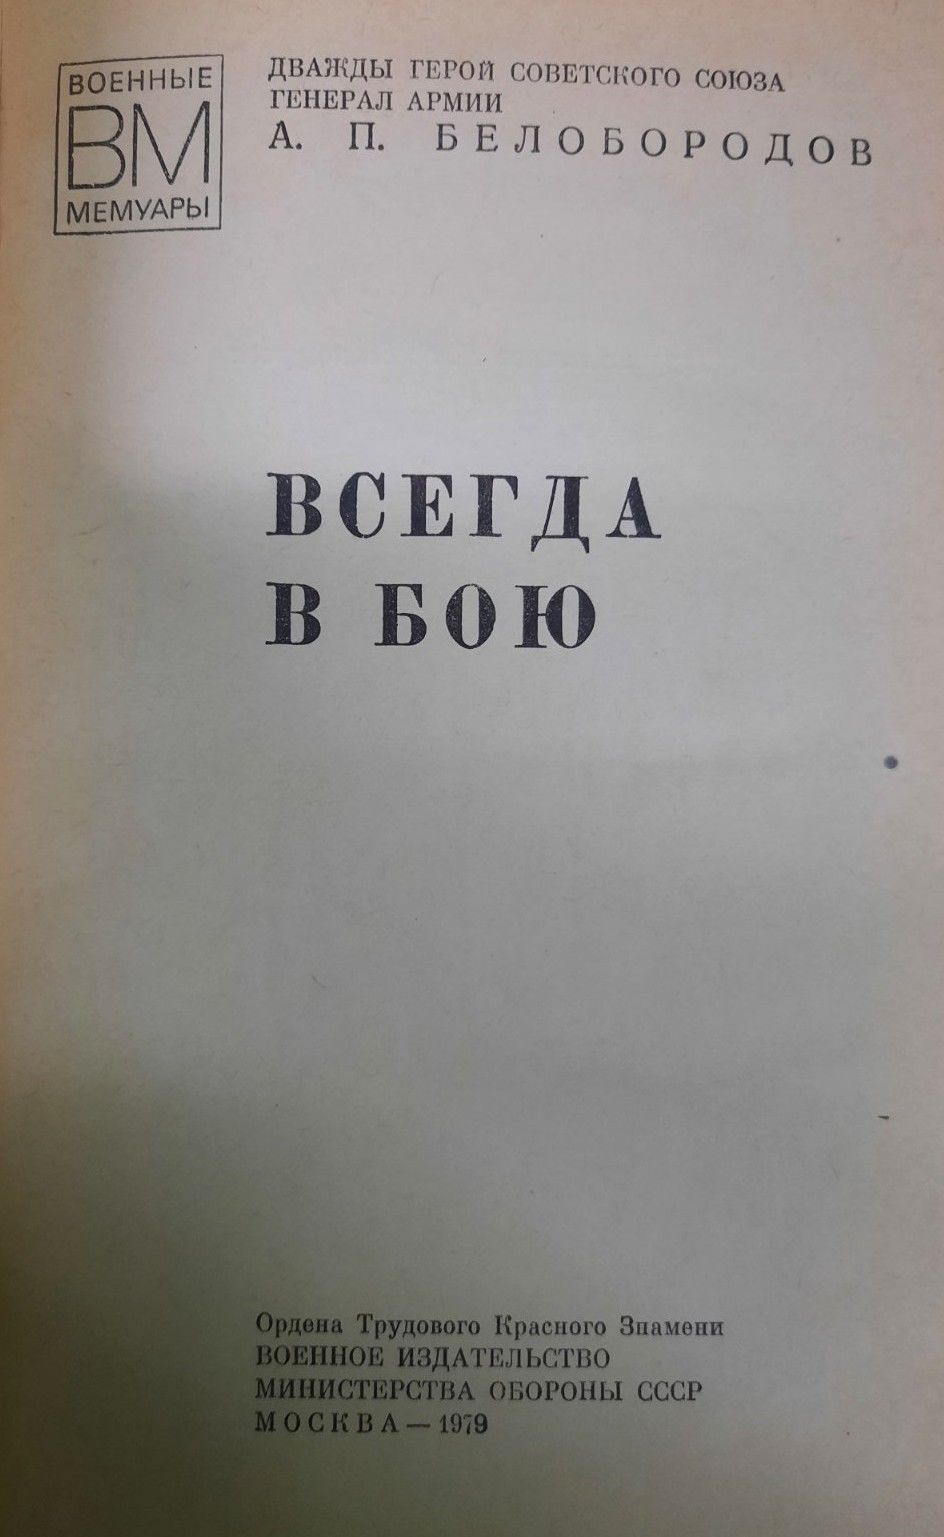 ВОЕННЫЕ
ВМ
МЕМУАРЫ
ДВАЖДЫ ГЕРОЙ СОВЕТСКОГО СОЮЗА
ГЕНЕРАЛ АРМИИ
А. П. БЕЛОБОРОДОВ
ВСЕГДА
В БОЮ
Ордена Трудового Красного Знамени
ВОЕННОЕ ИЗДАТЕЛЬСТВО
МИНИСТЕРСТВА ОБОРОНЫ СССР
МОСКВА — 1979